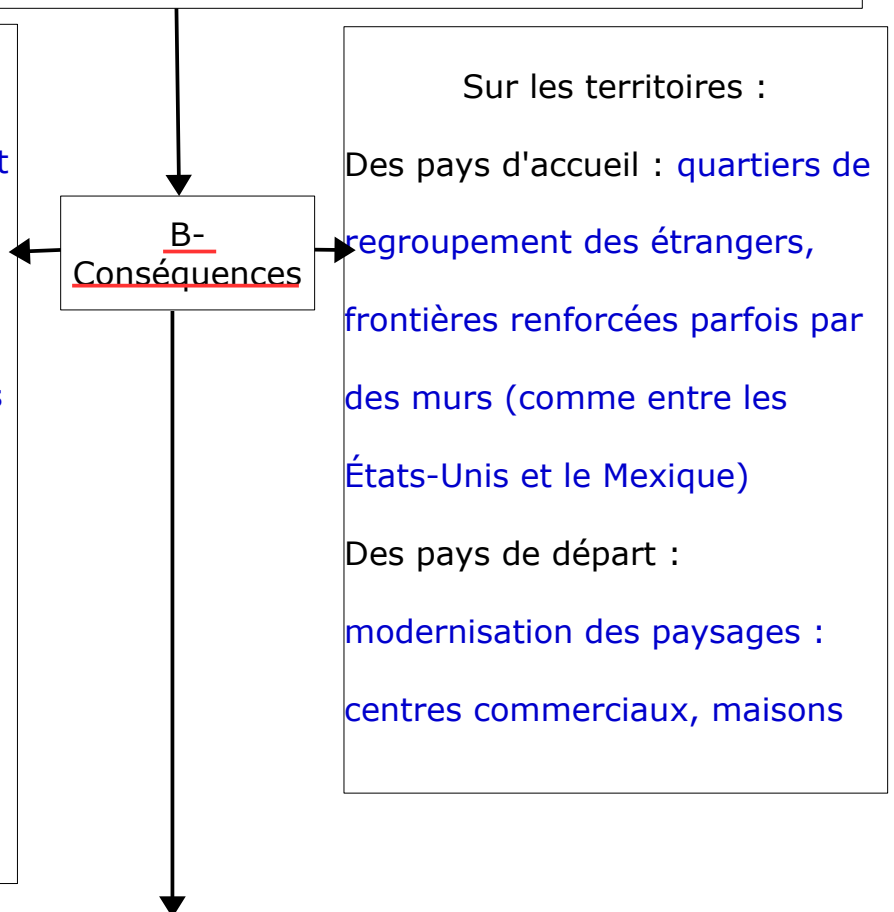 t
s
B-
Conséquences
Sur les territoires :
Des pays d'accueil : quartiers de
regroupement des étrangers,
frontières renforcées parfois par
des murs (comme entre les
États-Unis et le Mexique)
Des pays de départ :
modernisation des paysages :
centres commerciaux, maisons